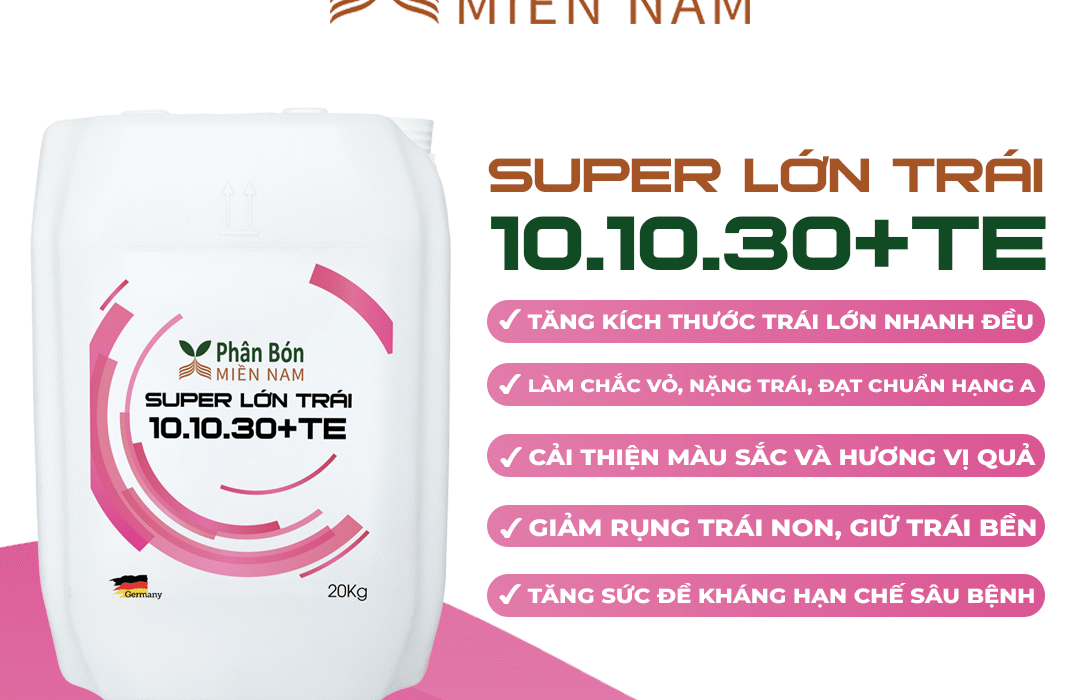 MIỀN NAM
SUPER LỚN TRÁI
10.10.30+TE
✓ TĂNG KÍCH THƯỚC TRÁI LỚN NHANH ĐỀU
✓ LÀM CHẮC VỎ, NẶNG TRÁI, ĐẠT CHUẨN HẠNG A
✓ CẢI THIỆN MÀU SẮC VÀ HƯƠNG VỊ QUẢ
✓ GIẢM RỤNG TRÁI NON, GIỮ TRÁI BỀN
✓ TĂNG SỨC ĐỀ KHÁNG HẠN CHẾ SÂU BỆNH
Phân Bón
MIỀN NAM
SUPER LỚN TRÁI
10.10.30+TE
Germany
20Kg